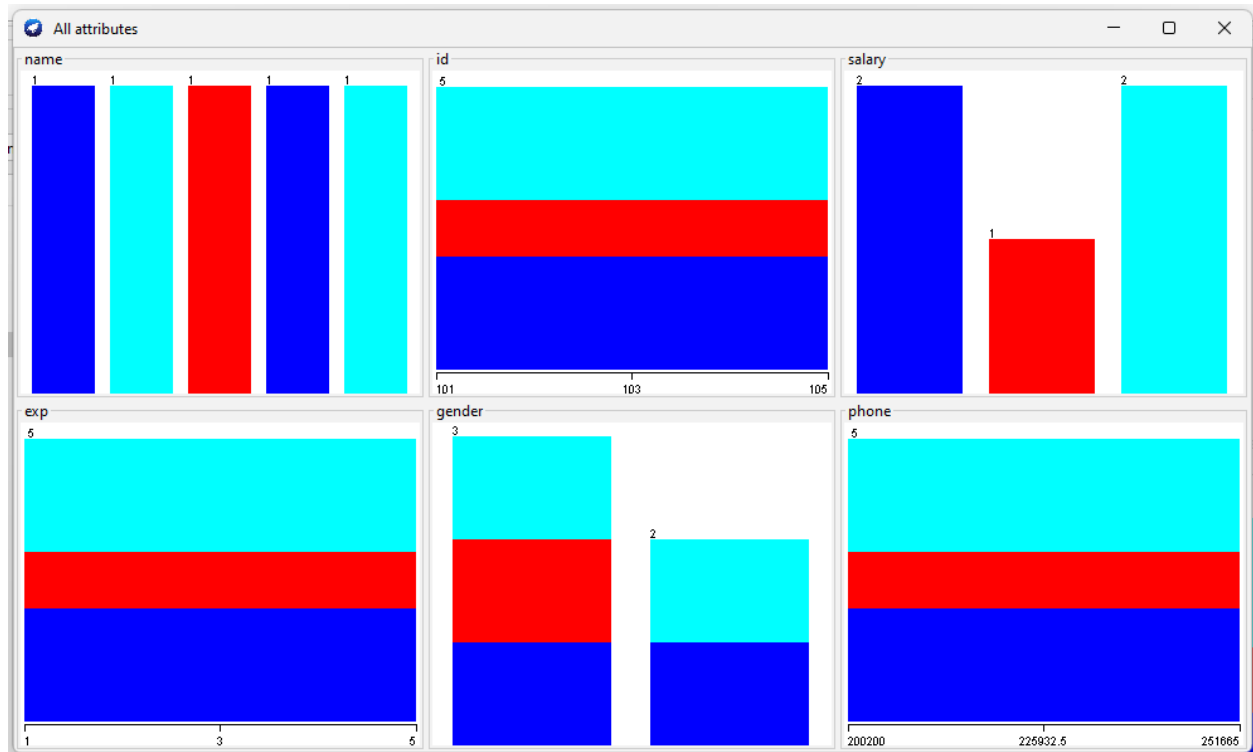 All attributes
name
1 1 1 1 1
id
5
101 103 105
salary
2 1 2
exp
5
1 3 5
gender
3 2
phone
5
200200 225932.5 251665